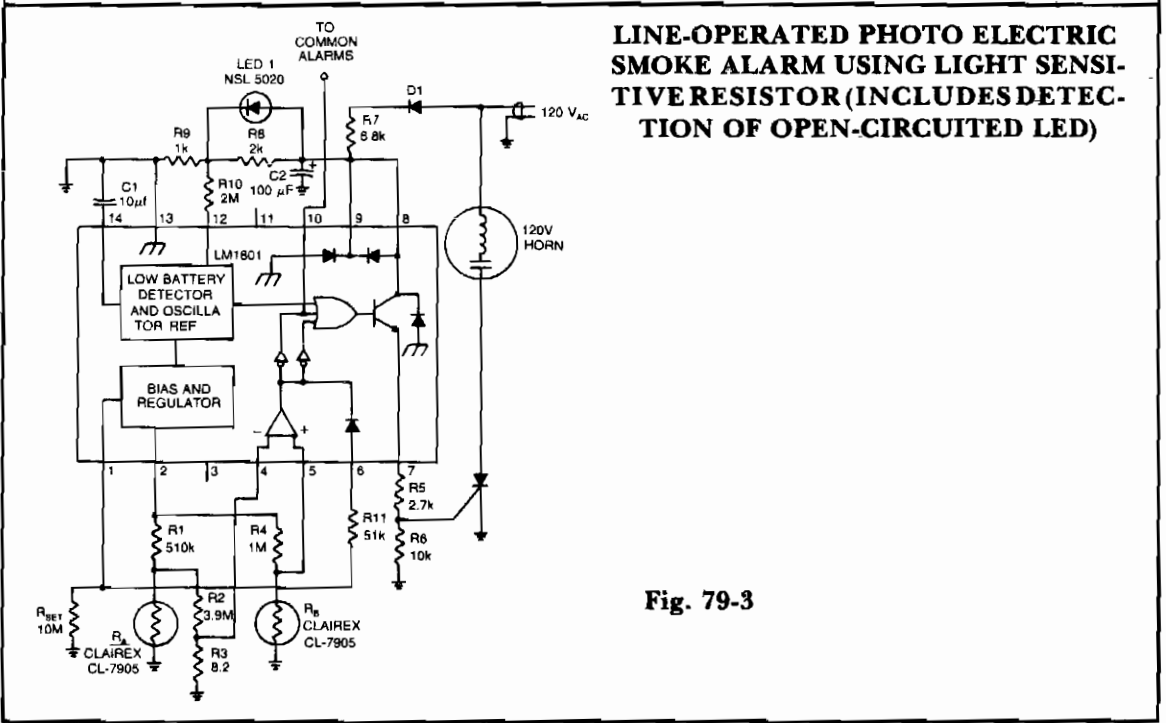 LINE-OPERATED PHOTO ELECTRIC
SMOKE ALARM USING LIGHT SENSI-
TIVE RESISTOR (INCLUDES DETEC-
TION OF OPEN-CIRCUITED LED)
TO
COMMON
ALARMS
LED 1
NSL 5020
D1
120 VAC
R7
6.8k
R9
1k
R8
2k
C2
100 µF
+
C1
10µf
R10
2M
14
13
12
11
10
9
8
LM1801
120V
HORN
LOW BATTERY
DETECTOR
AND OSCILLA
TOR REF
BIAS AND
REGULATOR
-
+
1
2
3
4
5
6
7
R5
2.7k
R1
510k
R4
1M
R11
51k
R6
10k
RSET
10M
R2
3.9M
RB
CLAIREX
CL-7905
RA
CLAIREX
CL-7905
R3
8.2
Fig. 79-3